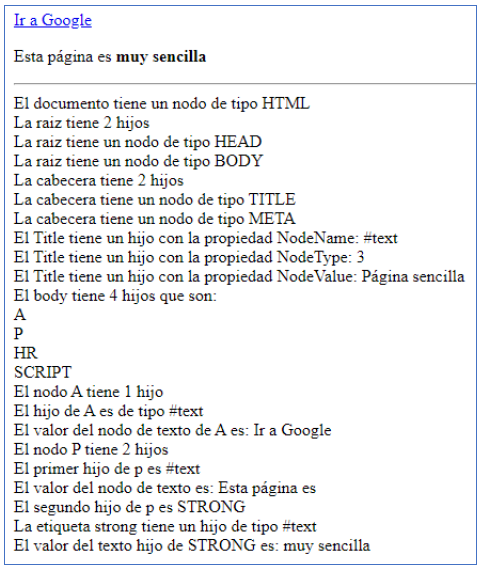 Ir a Google
Esta página es muy sencilla
El documento tiene un nodo de tipo HTML
La raiz tiene 2 hijos
La raiz tiene un nodo de tipo HEAD
La raiz tiene un nodo de tipo BODY
La cabecera tiene 2 hijos
La cabecera tiene un nodo de tipo TITLE
La cabecera tiene un nodo de tipo META
El Title tiene un hijo con la propiedad NodeName: #text
El Title tiene un hijo con la propiedad NodeType: 3
El Title tiene un hijo con la propiedad NodeValue: Página sencilla
El body tiene 4 hijos que son:
A
P
HR
SCRIPT
El nodo A tiene 1 hijo
El hijo de A es de tipo #text
El valor del nodo de texto de A es: Ir a Google
El nodo P tiene 2 hijos
El primer hijo de p es #text
El valor del nodo de texto es: Esta página es
El segundo hijo de p es STRONG
La etiqueta strong tiene un hijo de tipo #text
El valor del texto hijo de STRONG es: muy sencilla